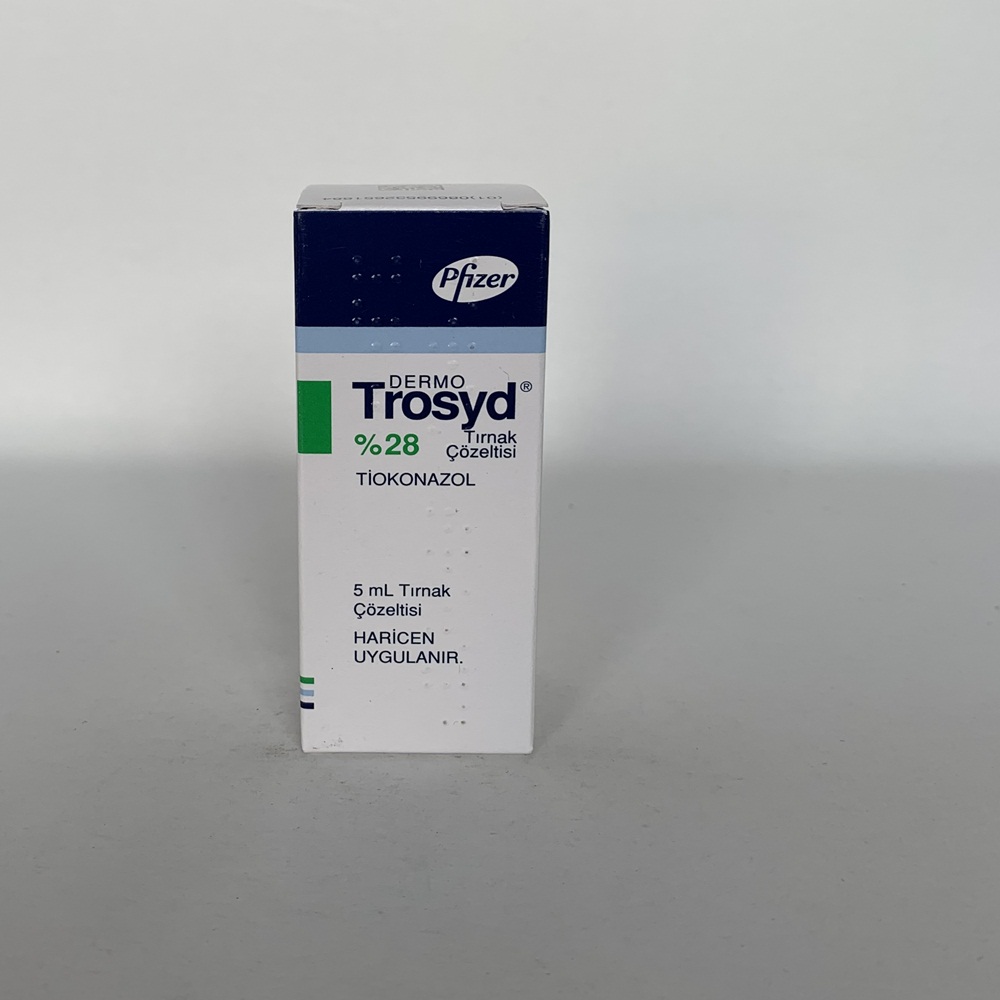 Pfizer
DERMO
Trosyd®
%28 Tırnak
Çözeltisi
TİOKONAZOL
5 mL Tırnak
Çözeltisi
HARİCEN
UYGULANIR.